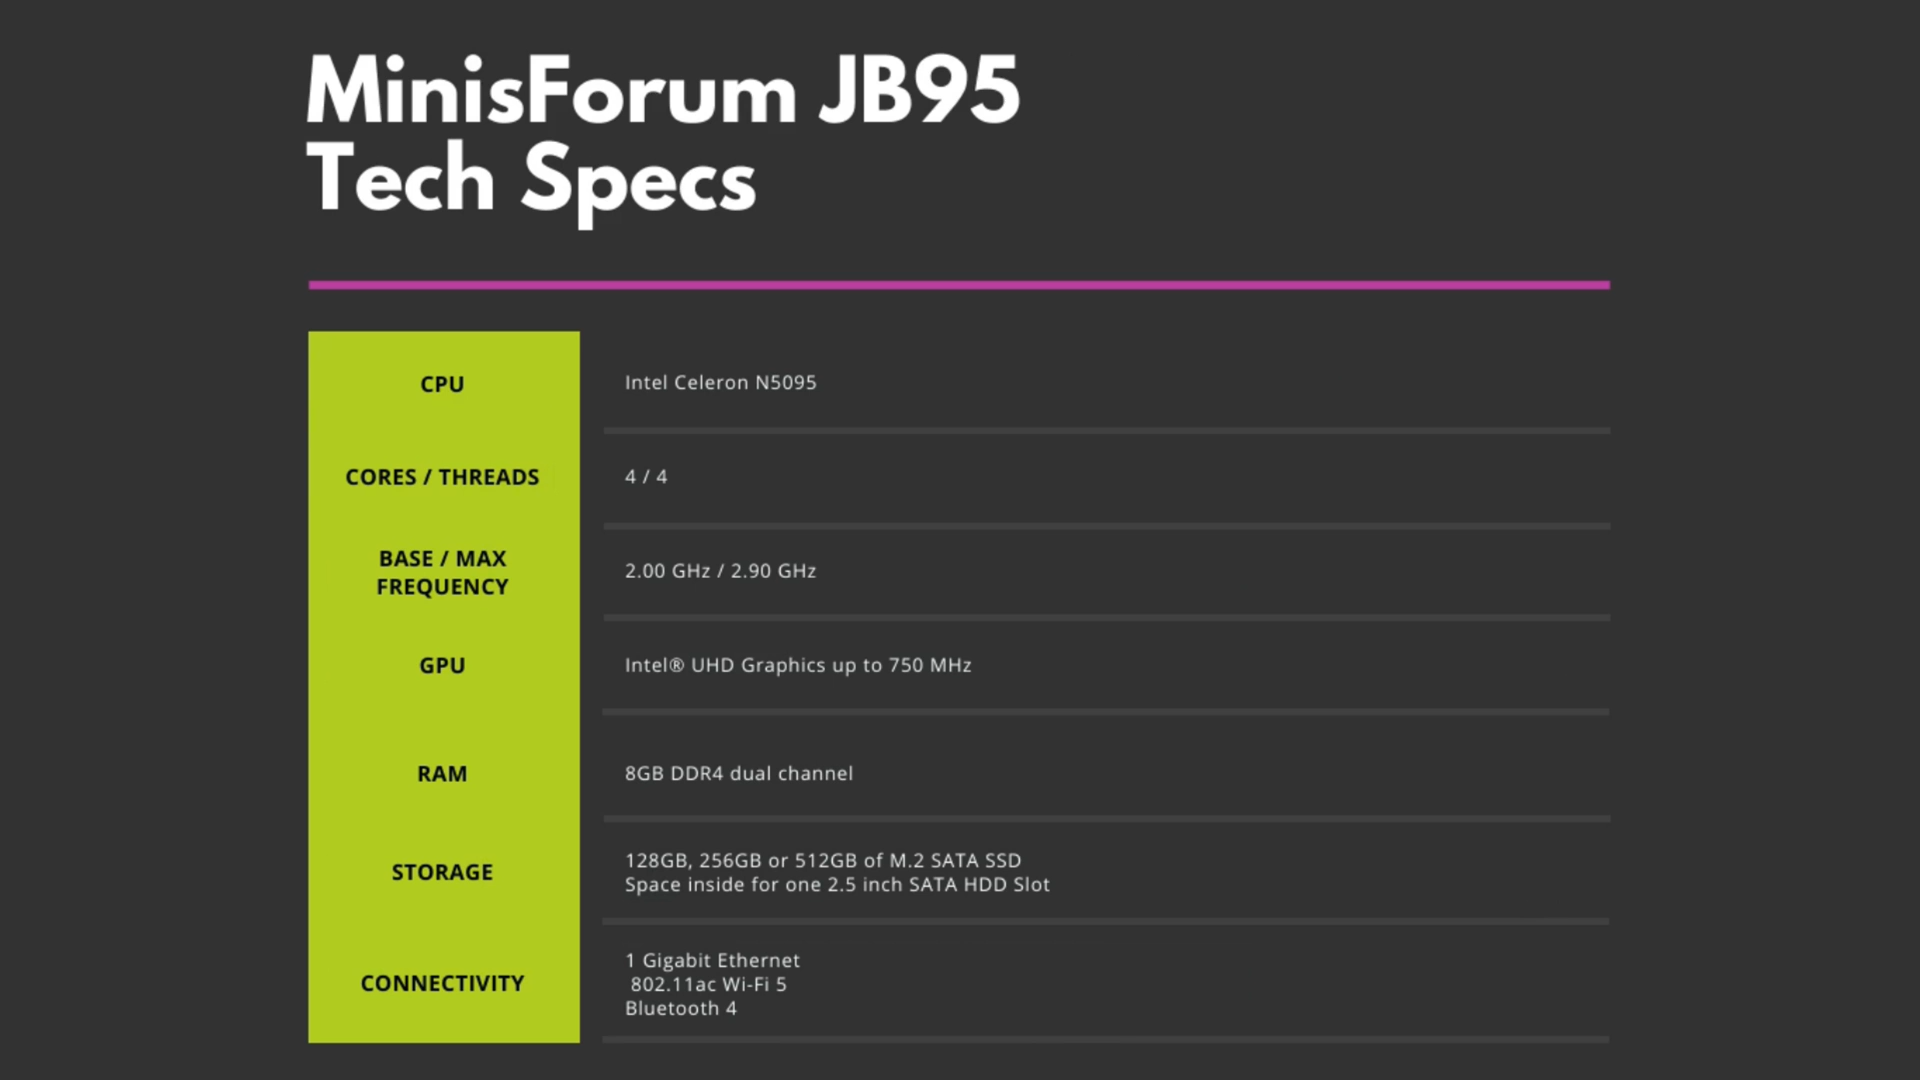 MinisForum JB95
Tech Specs
CPU
Intel Celeron N5095
CORES / THREADS
4 / 4
BASE / MAX
FREQUENCY
2.00 GHz / 2.90 GHz
GPU
Intel® UHD Graphics up to 750 MHz
RAM
8GB DDR4 dual channel
STORAGE
128GB, 256GB or 512GB of M.2 SATA SSD
Space inside for one 2.5 inch SATA HDD Slot
CONNECTIVITY
1 Gigabit Ethernet
802.11ac Wi-Fi 5
Bluetooth 4